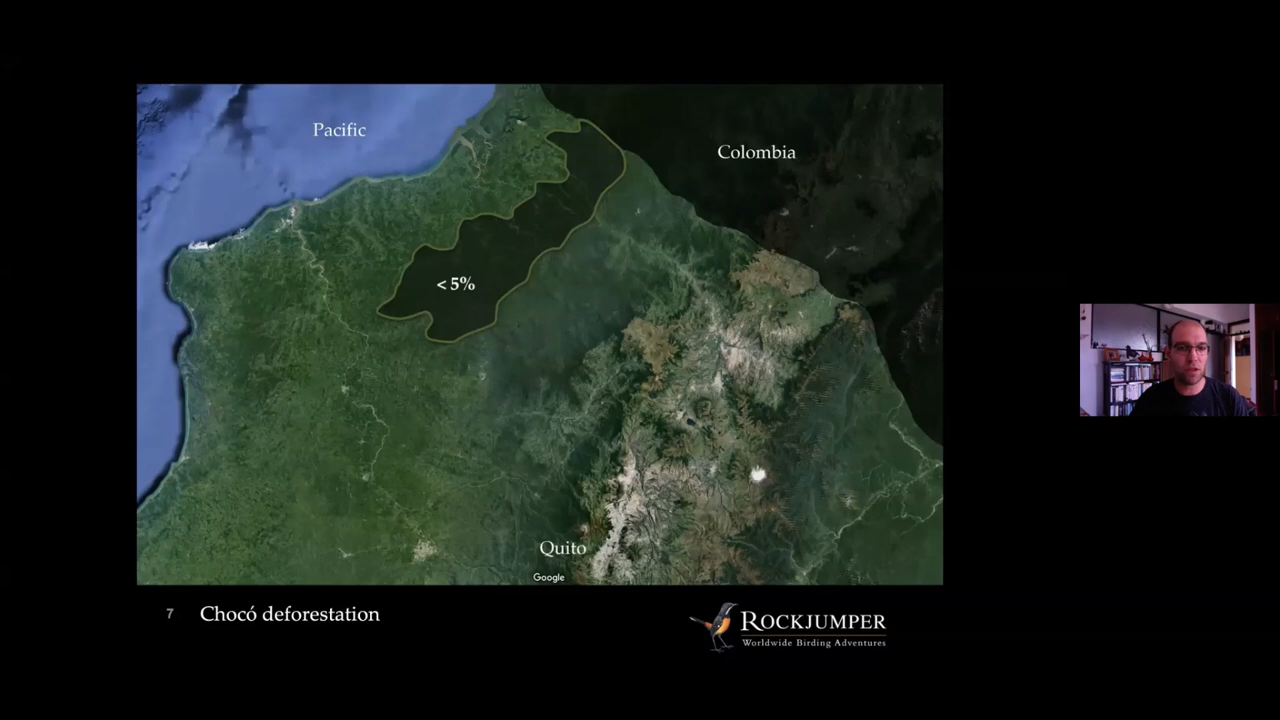 Pacific
Colombia
< 5%
Quito
Google
7 Chocó deforestation
ROCKJUMPER
Worldwide Birding Adventures